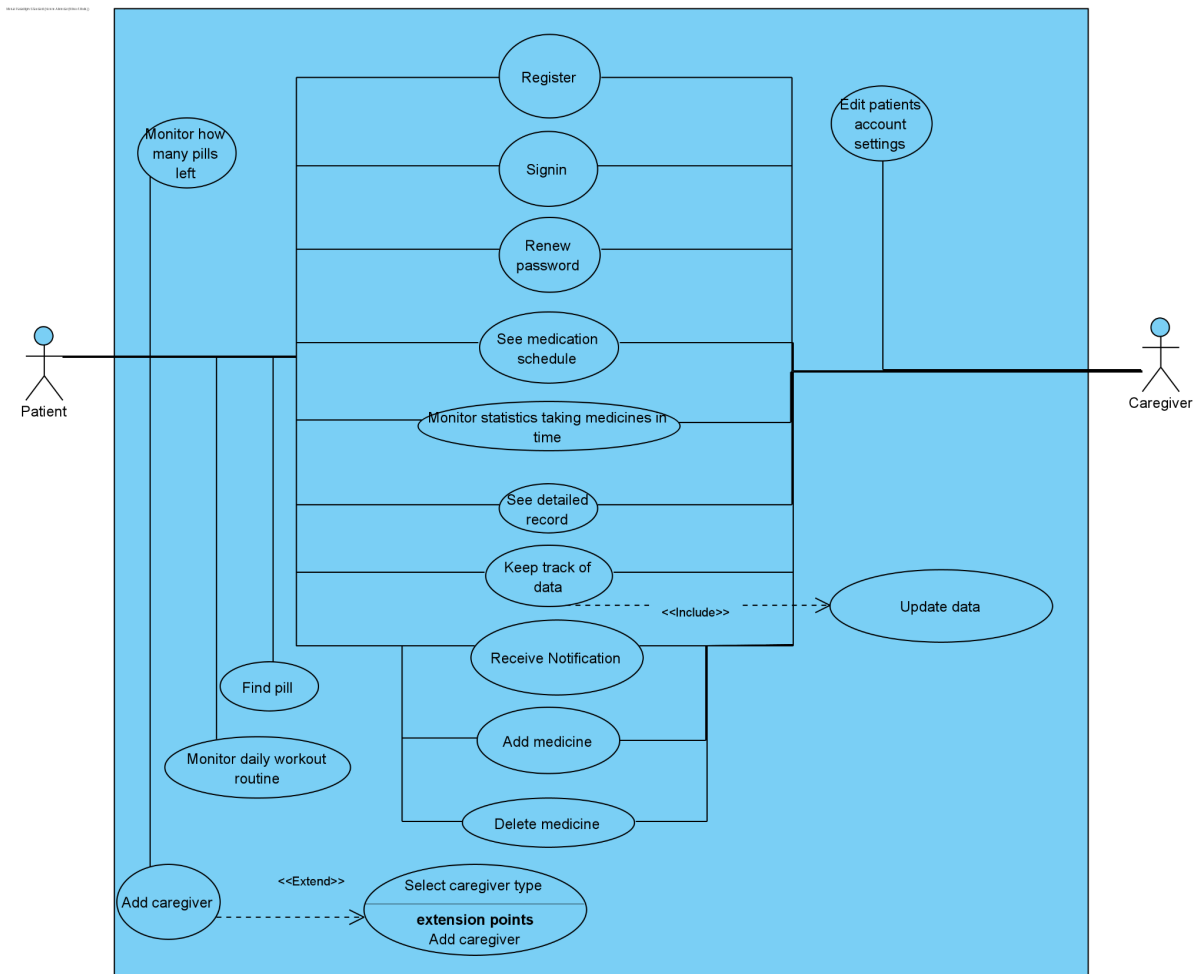 Register
Edit patients
account
settings
Monitor how
many pills
left
Signin
Renew
password
See medication
schedule
Patient
Caregiver
Monitor statistics taking medicines in
time
See detailed
record
Keep track of
data
<<Include>>
Update data
Receive Notification
Find pill
Add medicine
Monitor daily workout
routine
Delete medicine
Add caregiver
<<Extend>>
Select caregiver type
extension points
Add caregiver